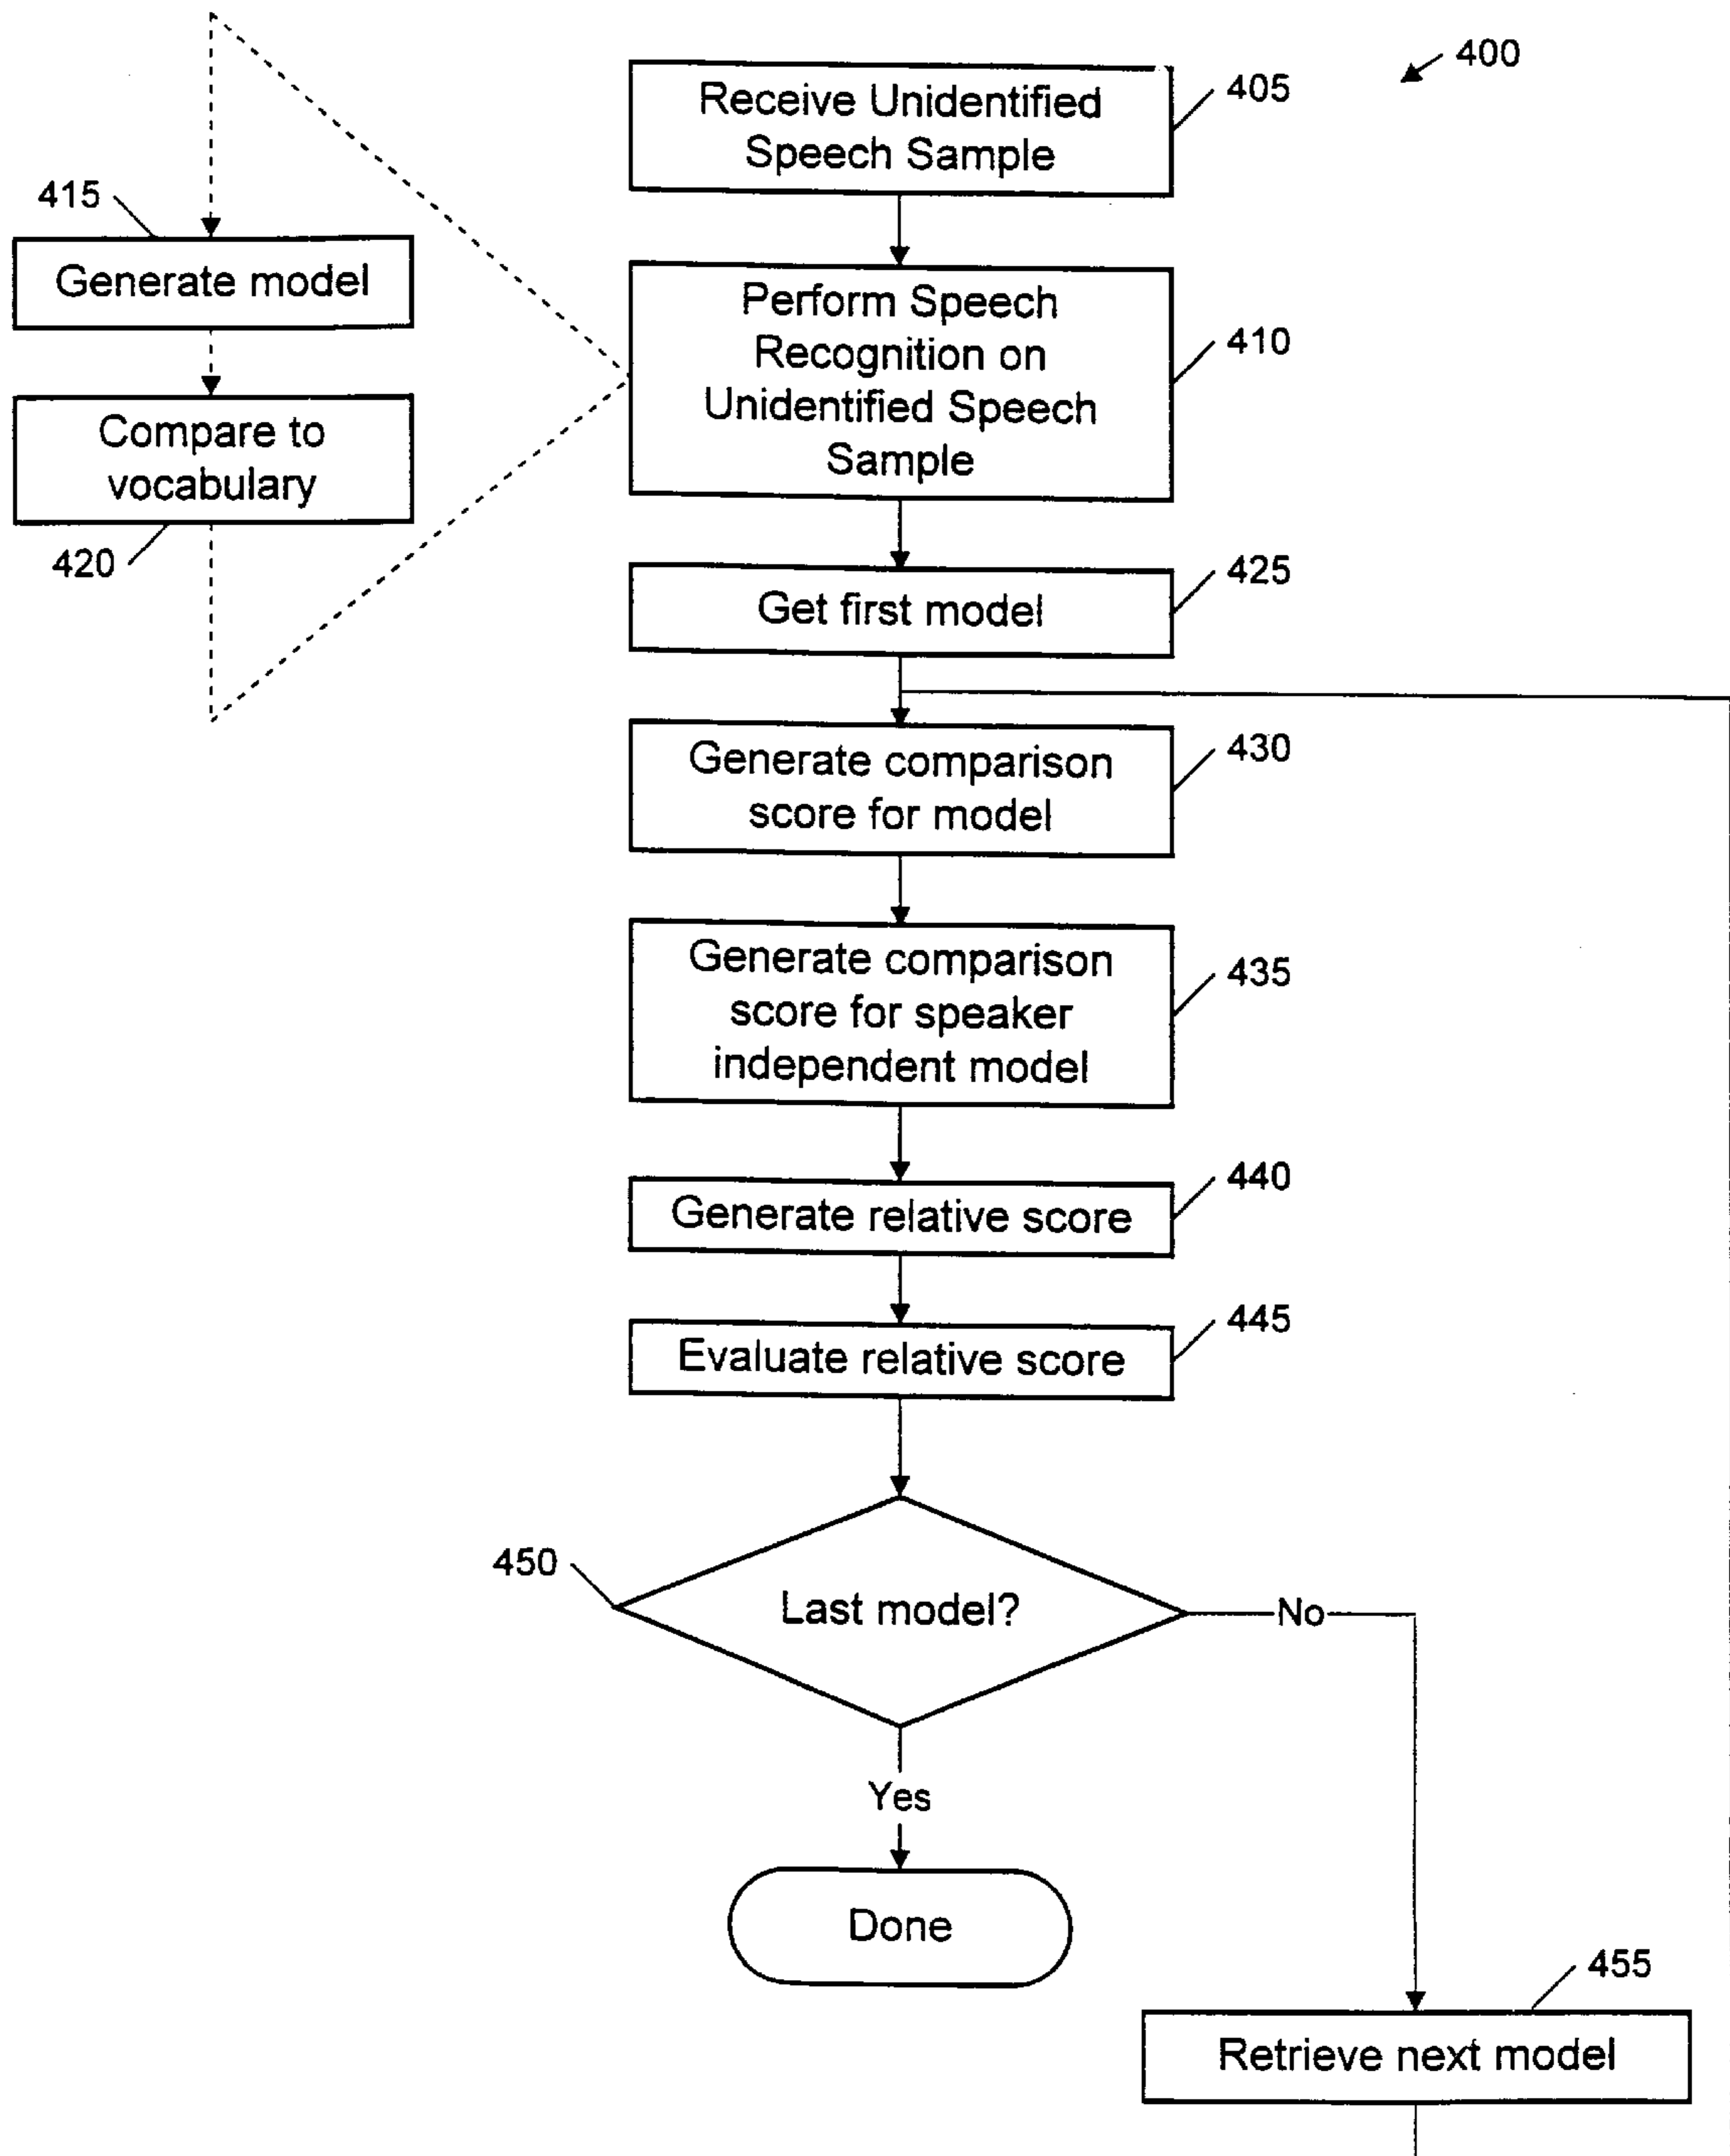 400
Receive Unidentified
Speech Sample
405
415
Generate model
Compare to
vocabulary
420
Perform Speech
Recognition on
Unidentified Speech
Sample
410
Get first model
425
Generate comparison
score for model
430
Generate comparison
score for speaker
independent model
435
Generate relative score
440
Evaluate relative score
445
450
Last model?
No
Yes
Done
455
Retrieve next model